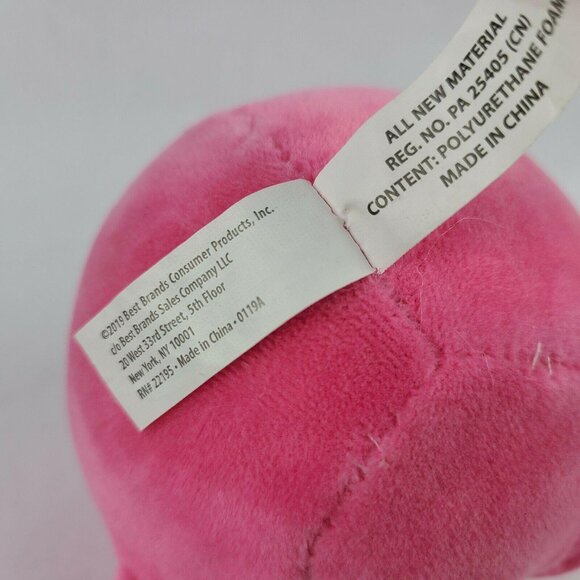 ©2019 Best Brands Consumer Products, Inc.
c/o Best Brands Sales Company LLC
20 West 33rd Street, 5th Floor
New York, NY 10001
RN# 22195 • Made in China • 0119A
ALL NEW MATERIAL
REG. NO. PA 25405 (CN)
CONTENT: POLYURETHANE FOAM
MADE IN CHINA